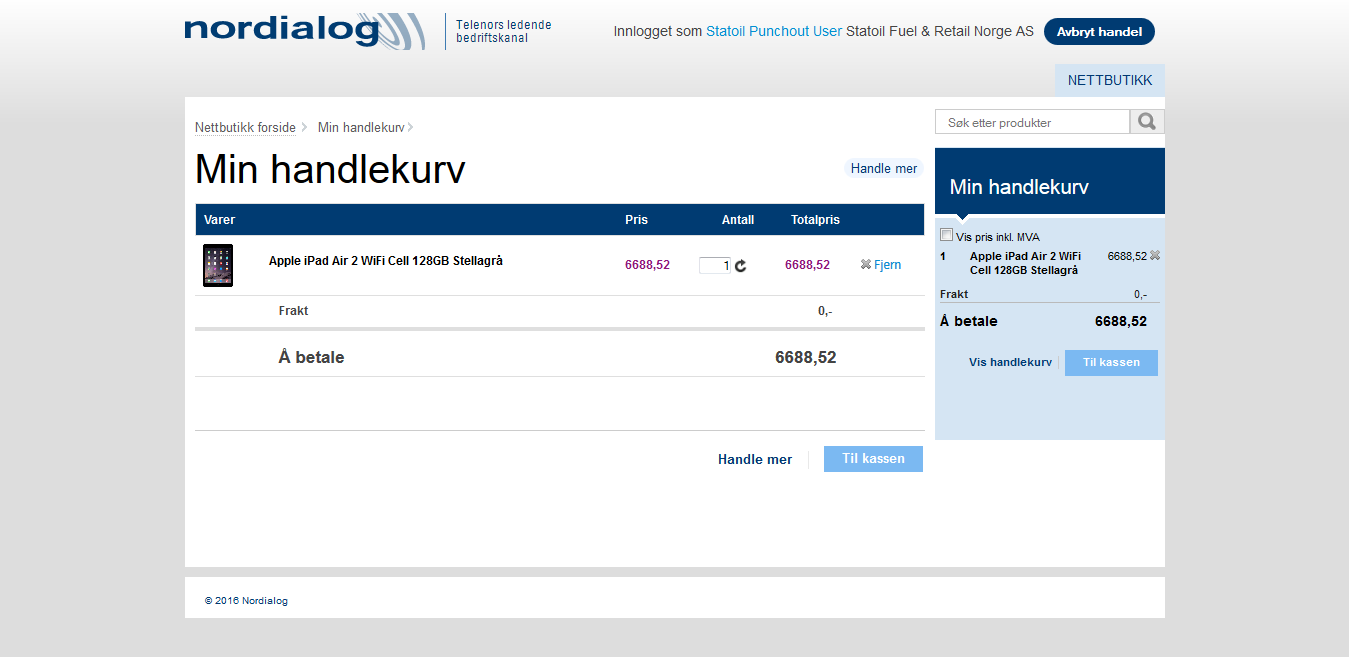 nordialog
Telenors ledende
bedriftskanal
Innlogget som Statoil Punchout User Statoil Fuel & Retail Norge AS
Avbryt handel
NETTBUTIKK
Nettbutikk forside
Min handlekurv
Søk etter produkter
Min handlekurv
Handle mer
Varer Pris Antall Totalpris
Apple iPad Air 2 WiFi Cell 128GB Stellagrå 6688,52 1 6688,52 Fjern
Frakt 0,-
Å betale 6688,52
Handle mer
Til kassen
Min handlekurv
Vis pris inkl. MVA
1 Apple iPad Air 2 WiFi 6688,52
Cell 128GB Stellagrå
Frakt 0,-
Å betale 6688,52
Vis handlekurv
Til kassen
© 2016 Nordialog